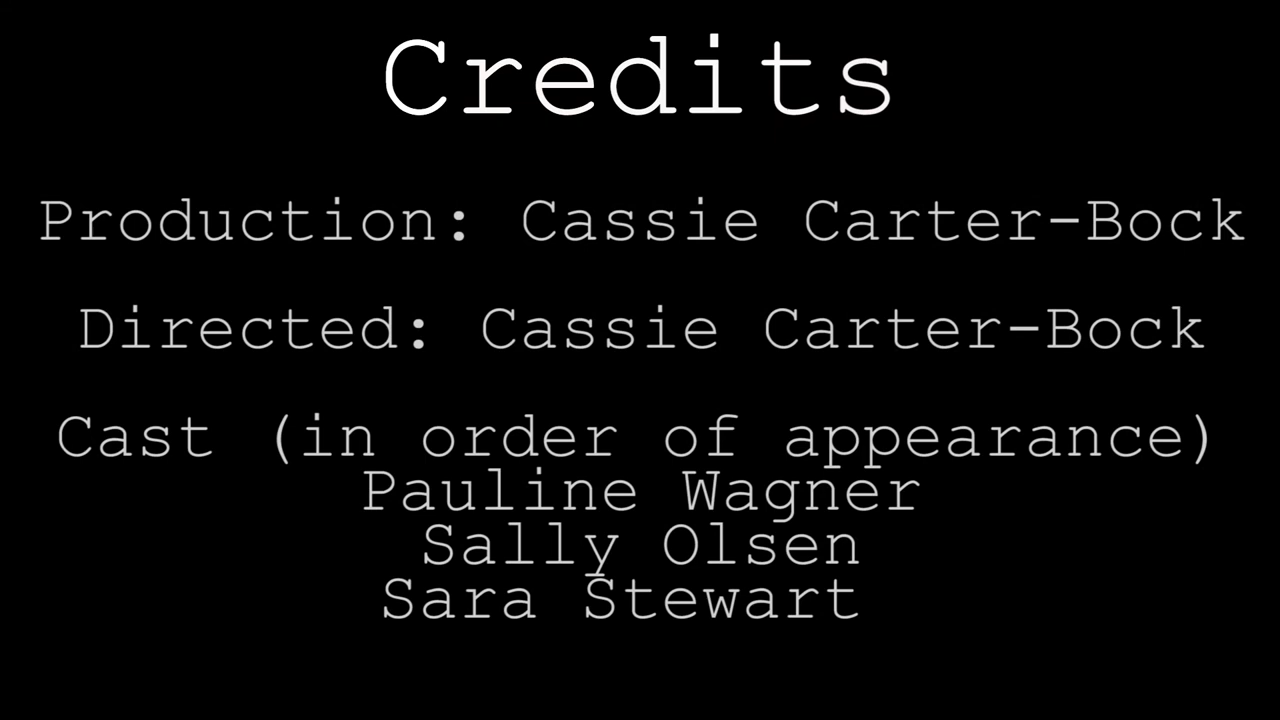 Credits
Production: Cassie Carter-Bock
Directed: Cassie Carter-Bock
Cast (in order of appearance)
Pauline Wagner
Sally Olsen
Sara Stewart